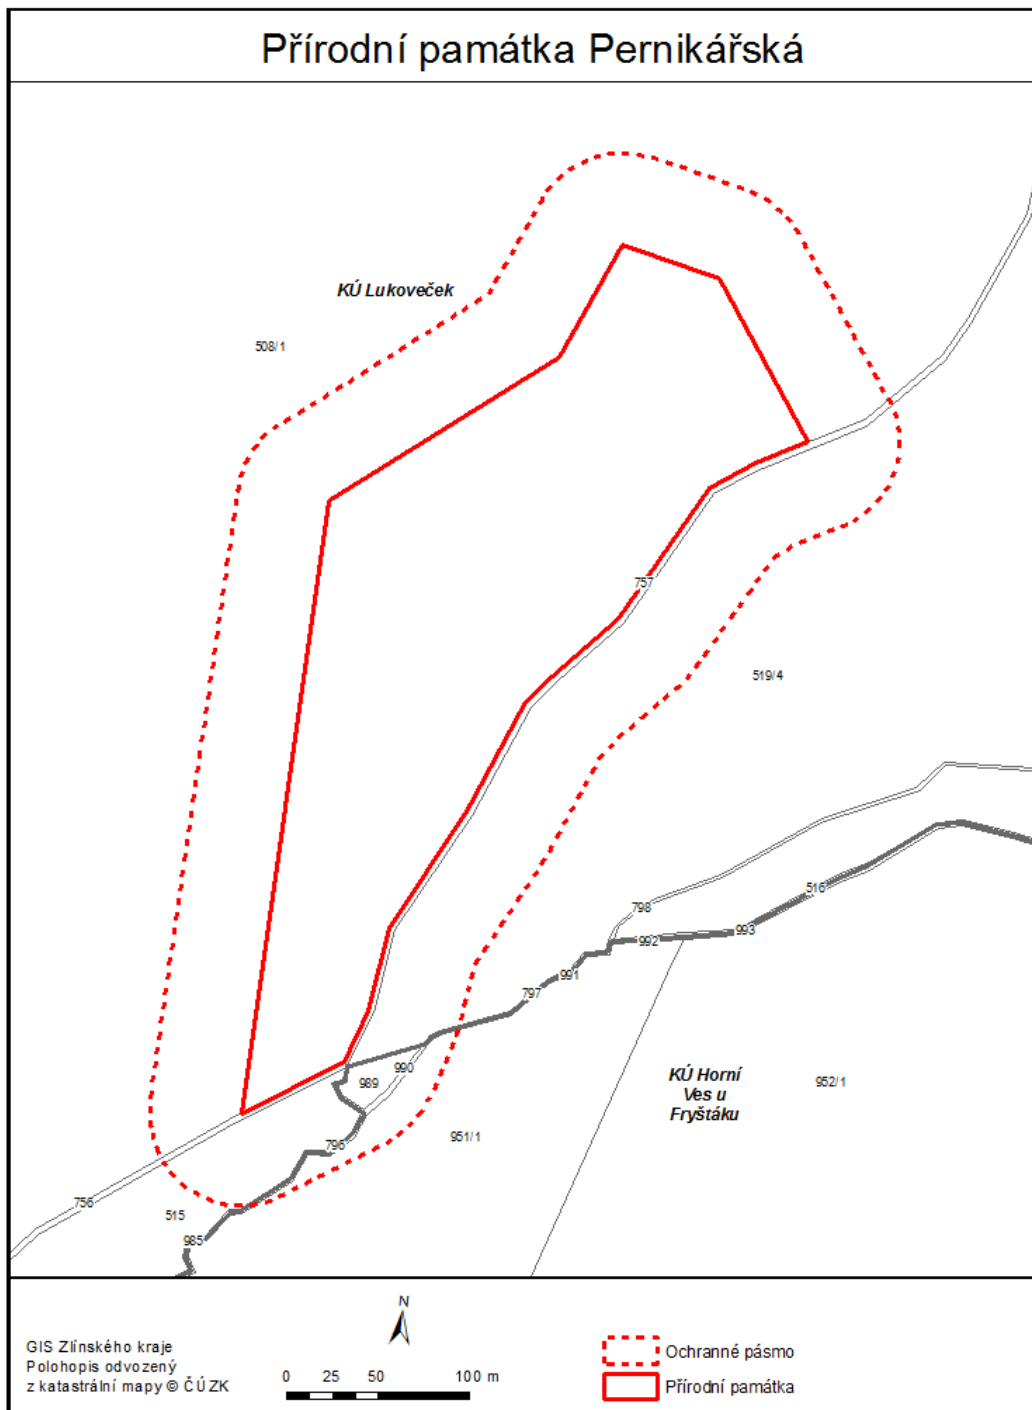 Přírodní památka Pernikářská
KÚ Lukoveček
508/1
757
519/4
798
516
992
993
991
797
990
989
KÚ Horní
Ves u
Fryštáku
952/1
951/1
796
756
515
985
N
GIS Zlínského kraje
Polohopis odvozený
z katastrální mapy © ČÚZK
0 25 50 100 m
Ochranné pásmo
Přírodní památka